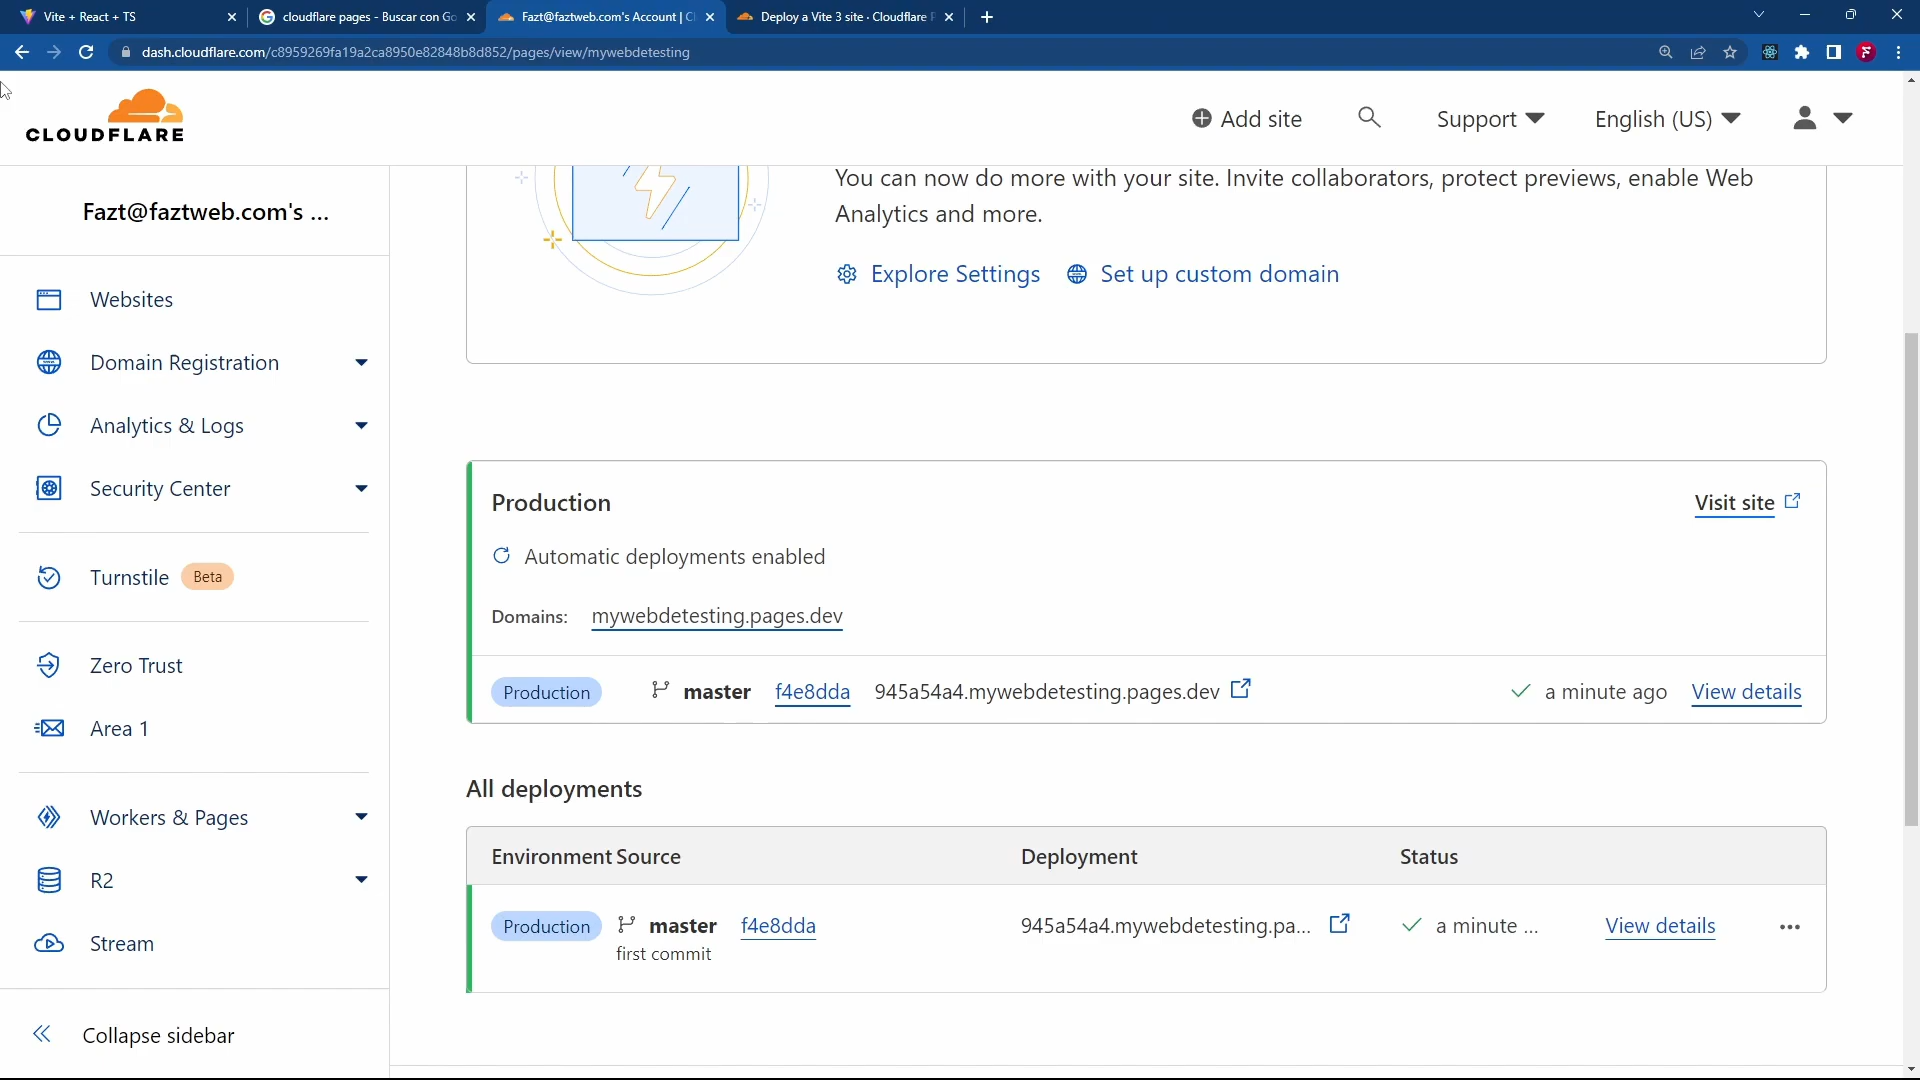 Vite + React + TS
cloudflare pages - Buscar con Go
Fazt@faztweb.com's Account | Cl
Deploy a Vite 3 site · Cloudflare P
dash.cloudflare.com/c8959269fa19a2ca8950e82848b8d852/pages/view/mywebdetesting
CLOUDFLARE
Add site
Support
English (US)
Fazt@faztweb.com's ...
Websites
Domain Registration
Analytics & Logs
Security Center
Turnstile Beta
Zero Trust
Area 1
Workers & Pages
R2
Stream
Collapse sidebar
You can now do more with your site. Invite collaborators, protect previews, enable Web
Analytics and more.
Explore Settings Set up custom domain
Production Visit site
Automatic deployments enabled
Domains: mywebdetesting.pages.dev
Production master f4e8dda 945a54a4.mywebdetesting.pages.dev a minute ago View details
All deployments
Environment Source Deployment Status
Production master f4e8dda 945a54a4.mywebdetesting.pa... a minute ... View details
first commit